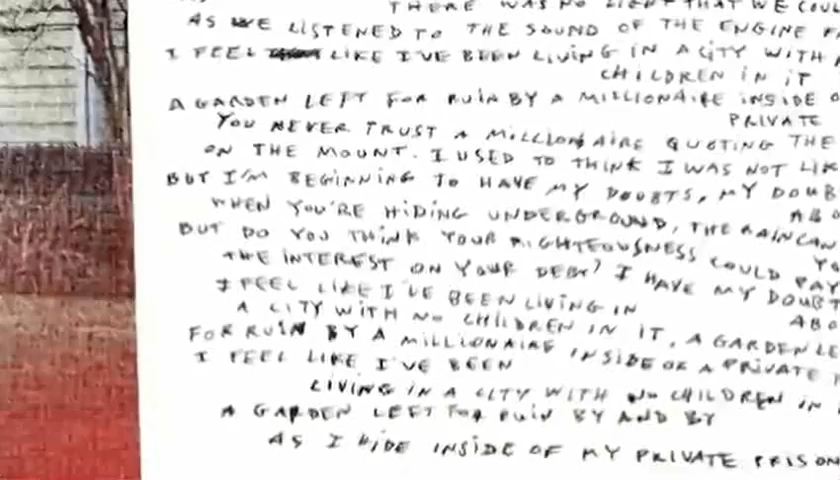 THERE WAS NO LIGHT THAT WE COUL
AS WE LISTENED TO THE SOUND OF THE ENGINE
I FEEL LIKE I'VE BEEN LIVING IN A CITY WITH
CHILDREN IN IT
A GARDEN LEFT FOR RUIN BY A MILLIONAIRE INSIDE O
PRIVATE
YOU NEVER TRUST A MILLIONAIRE QUOTING THE
ON THE MOUNT. I USED TO THINK I WAS NOT LIK
BUT I'M BEGINNING TO HAVE MY DOUBTS, MY DOUB
AB
WHEN YOU'RE HIDING UNDERGROUND, THE RAIN CAN
YO
BUT DO YOU THINK YOUR RIGHTEOUSNESS COULD PAY
THE INTEREST ON YOUR DEBT? I HAVE MY DOUBT
ABO
I FEEL LIKE I'VE BEEN LIVING IN
A CITY WITH NO CHILDREN IN IT, A GARDEN LE
FOR RUIN BY A MILLIONAIRE INSIDE OF A PRIVATE
I FEEL LIKE I'VE BEEN
LIVING IN A CITY WITH NO CHILDREN IN
A GARDEN LEFT FOR RUIN BY AND BY
AS I HIDE INSIDE OF MY PRIVATE PRISON